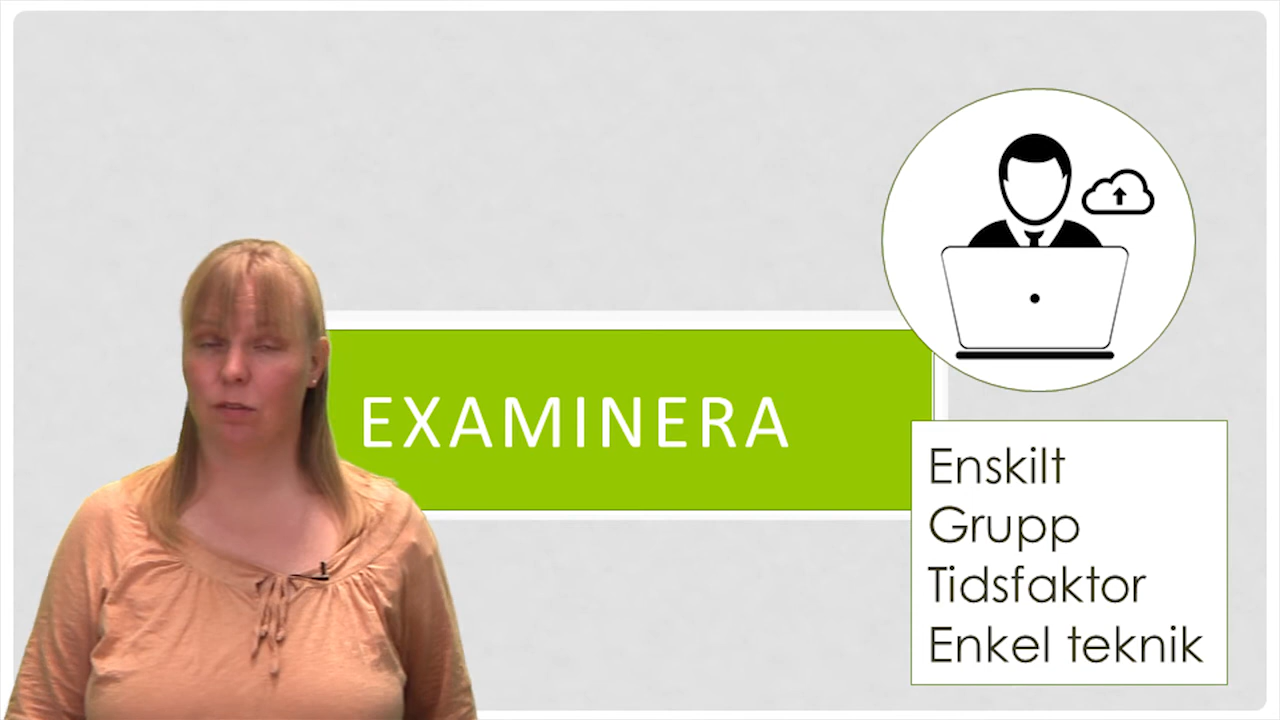 EXAMINERA
Enskilt
Grupp
Tidsfaktor
Enkel teknik